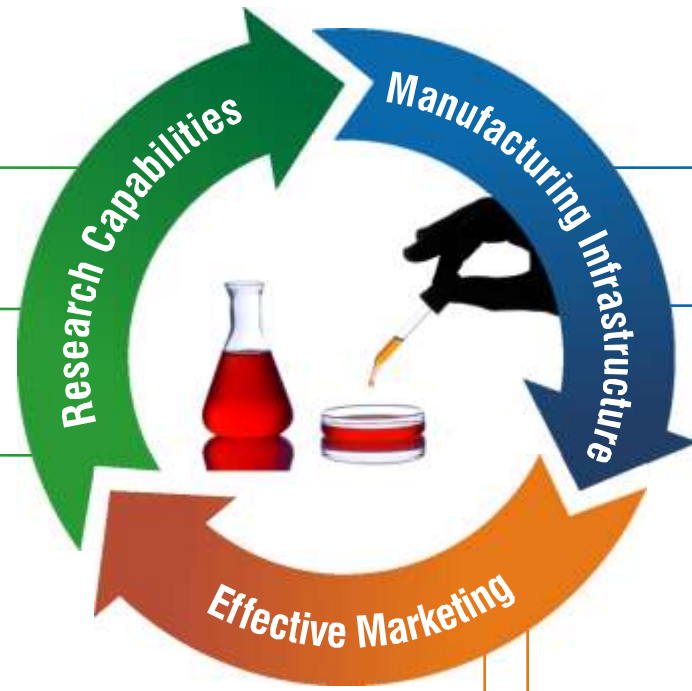 Research Capabilities
Manufacturing Infrastructure
Effective Marketing